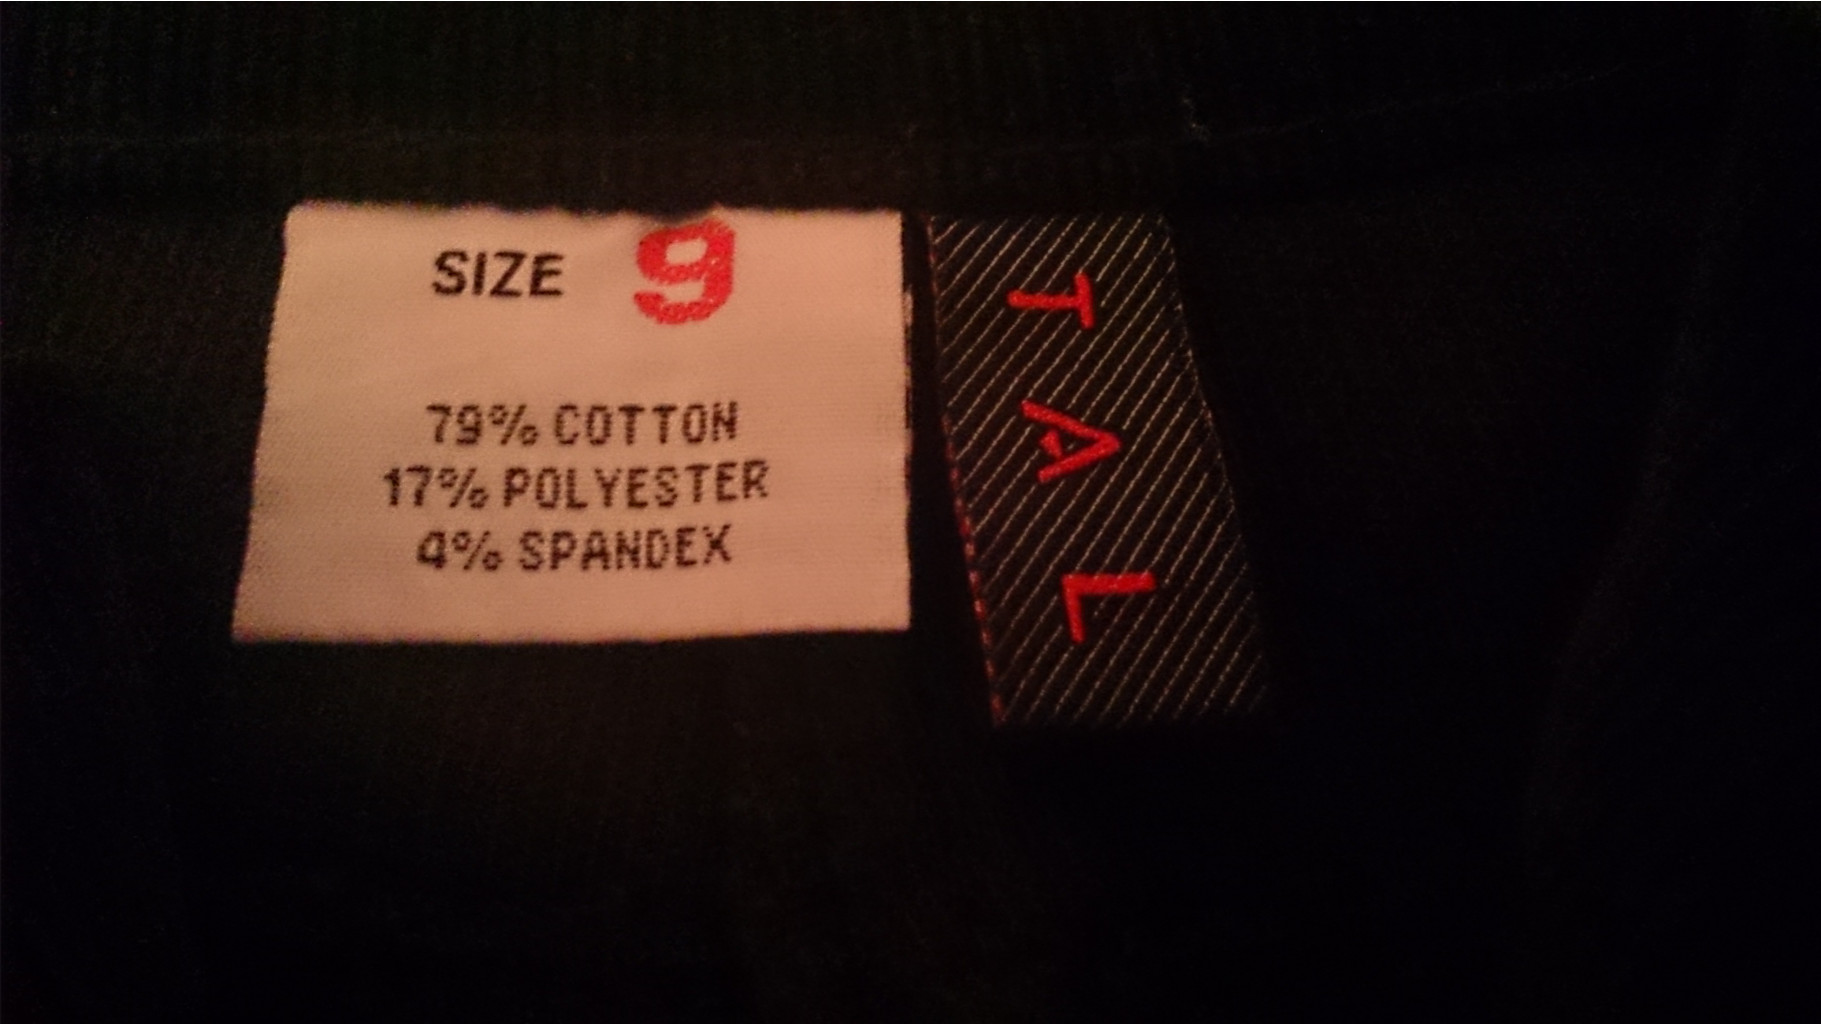 SIZE 9
79% COTTON
17% POLYESTER
4% SPANDEX
TAL